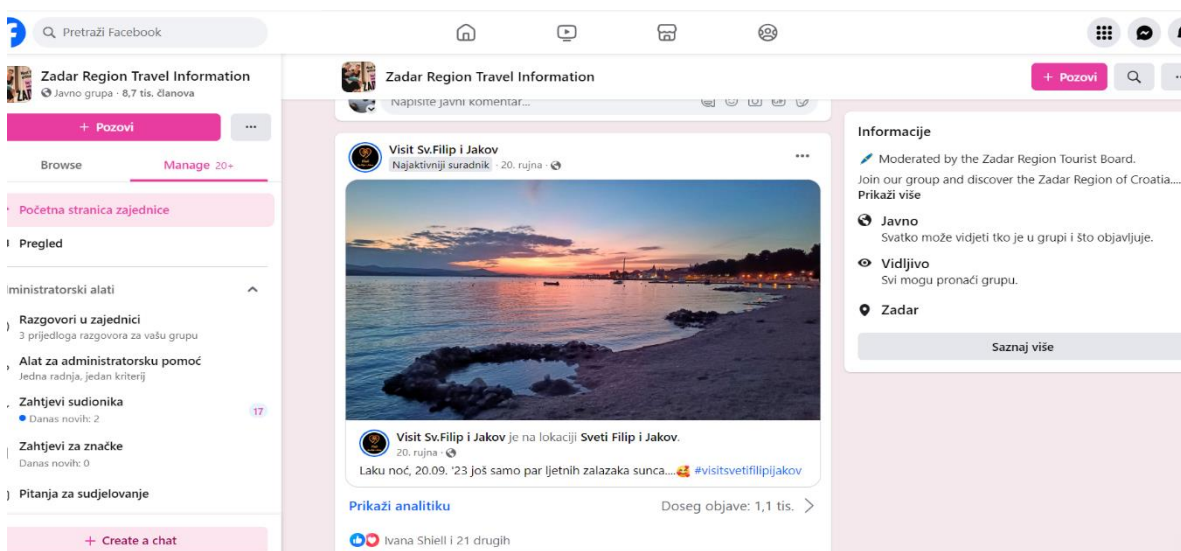 Pretraži Facebook
Zadar Region Travel Information
Javno grupa · 8,7 tis. članova
+ Pozovi
Browse
Manage 20+
Početna stranica zajednice
Pregled
ministratorski alati
Razgovori u zajednici
3 prijedloga razgovora za vašu grupu
Alat za administratorsku pomoć
Jedna radnja, jedan kriterij
Zahtjevi sudionika
Danas novih: 2
17
Zahtjevi za značke
Danas novih: 0
Pitanja za sudjelovanje
+ Create a chat
Zadar Region Travel Information
+ Pozovi
Napišite javni komentar...
Visit Sv.Filip i Jakov
Najaktivniji suradnik · 20. rujna ·
Visit Sv.Filip i Jakov je na lokaciji Sveti Filip i Jakov.
20. rujna ·
Laku noć, 20.09. '23 još samo par ljetnih zalazaka sunca....🥰 #visitsvetifilipijakov
Prikaži analitiku
Doseg objave: 1,1 tis.
Ivana Shiell i 21 drugih
Informacije
Moderated by the Zadar Region Tourist Board.
Join our group and discover the Zadar Region of Croatia....
Prikaži više
Javno
Svatko može vidjeti tko je u grupi i što objavljuje.
Vidljivo
Svi mogu pronaći grupu.
Zadar
Saznaj više